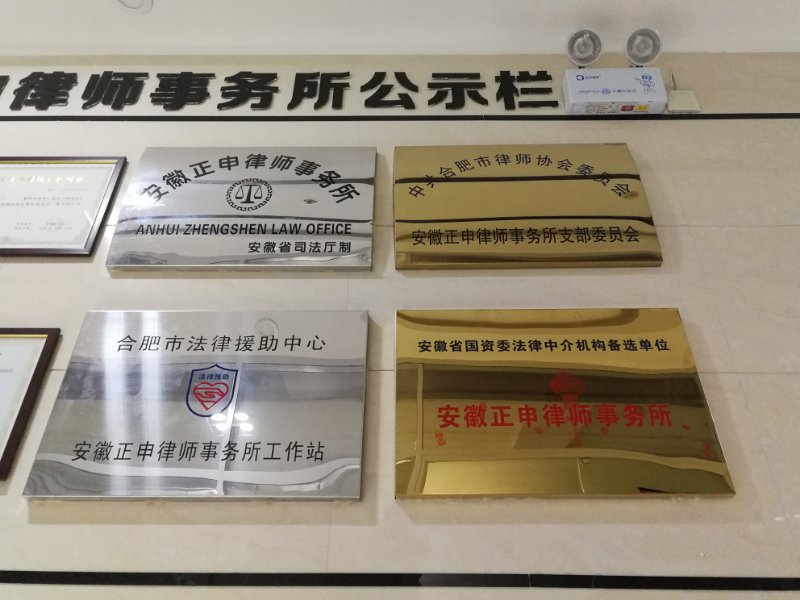 申律师事务所公示栏
安徽正申律师事务所
ANHUI ZHENGSHEN LAW OFFICE
安徽省司法厅制
中共合肥市律师协会委员会
安徽正申律师事务所支部委员会
合肥市法律援助中心
法律援助
安徽正申律师事务所工作站
安徽省国资委法律中介机构备选单位
安徽正申律师事务所